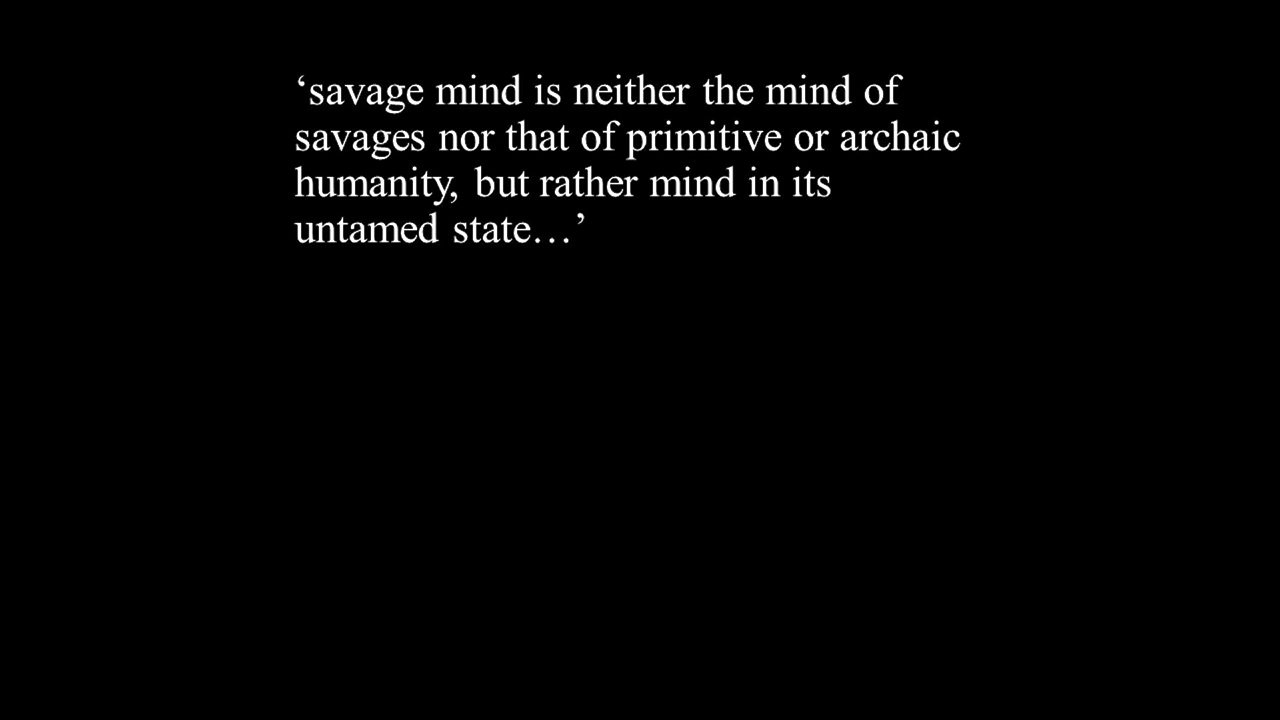 ‘savage mind is neither the mind of
savages nor that of primitive or archaic
humanity, but rather mind in its
untamed state…’